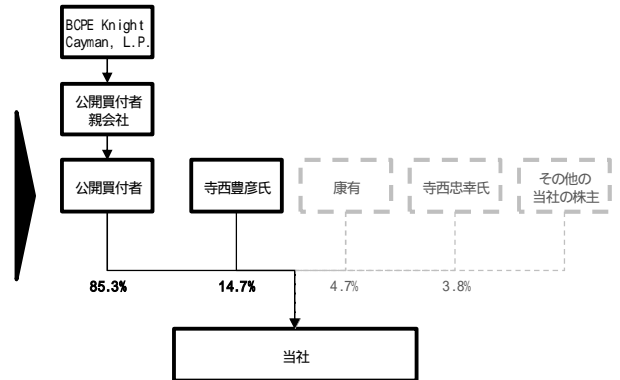 BCPE Knight
Cayman, L.P.
公開買付者
親会社
公開買付者
寺西豊彦氏
康有
寺西忠幸氏
その他の
当社の株主
85.3%
14.7%
4.7%
3.8%
当社